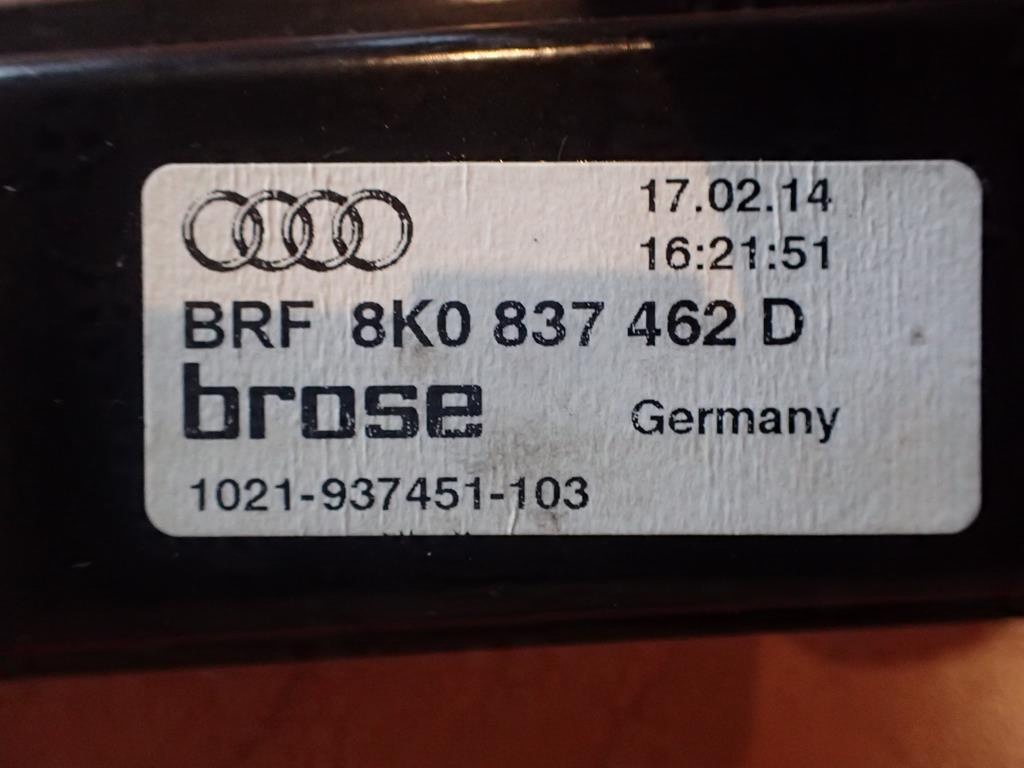 17.02.14
16:21:51
BRF 8K0 837 462 D
brose Germany
1021-937451-103